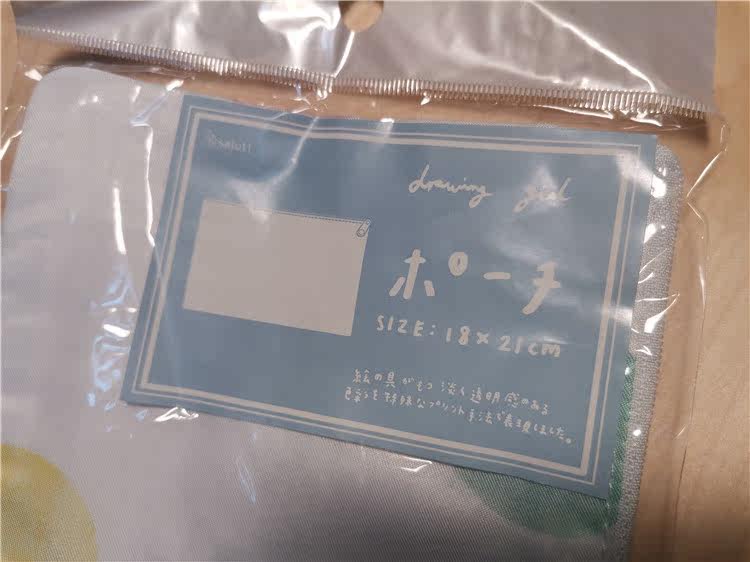 drawing
ポーチ
SIZE: 18×21cm
絵の具がもつ淡く透明感のある
色彩を特殊なプリント手法で表現しました。